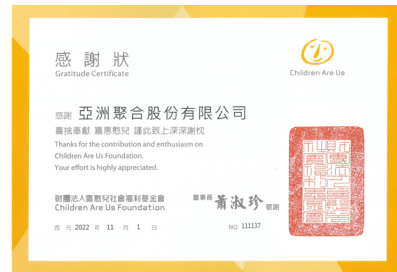 感謝狀
Gratitude Certificate
Children Are Us
感謝 亞洲聚合股份有限公司
喜捨奉獻 嘉惠憨兒 謹此致上深深謝忱
Thanks for the contribution and enthusiasm on
Children Are Us Foundation.
Your effort is highly appreciated.
財團法人喜憨兒社會福利基金會
Children Are Us Foundation
董事長 蕭淑珍 感謝
西元 2022 年 11 月 1 日
NO. 111137